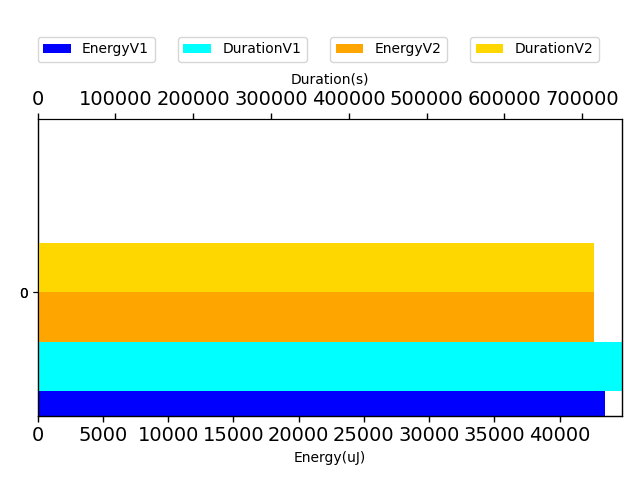 EnergyV1 DurationV1 EnergyV2 DurationV2
Duration(s)
0 100000 200000 300000 400000 500000 600000 700000
0
0 5000 10000 15000 20000 25000 30000 35000 40000
Energy(uJ)